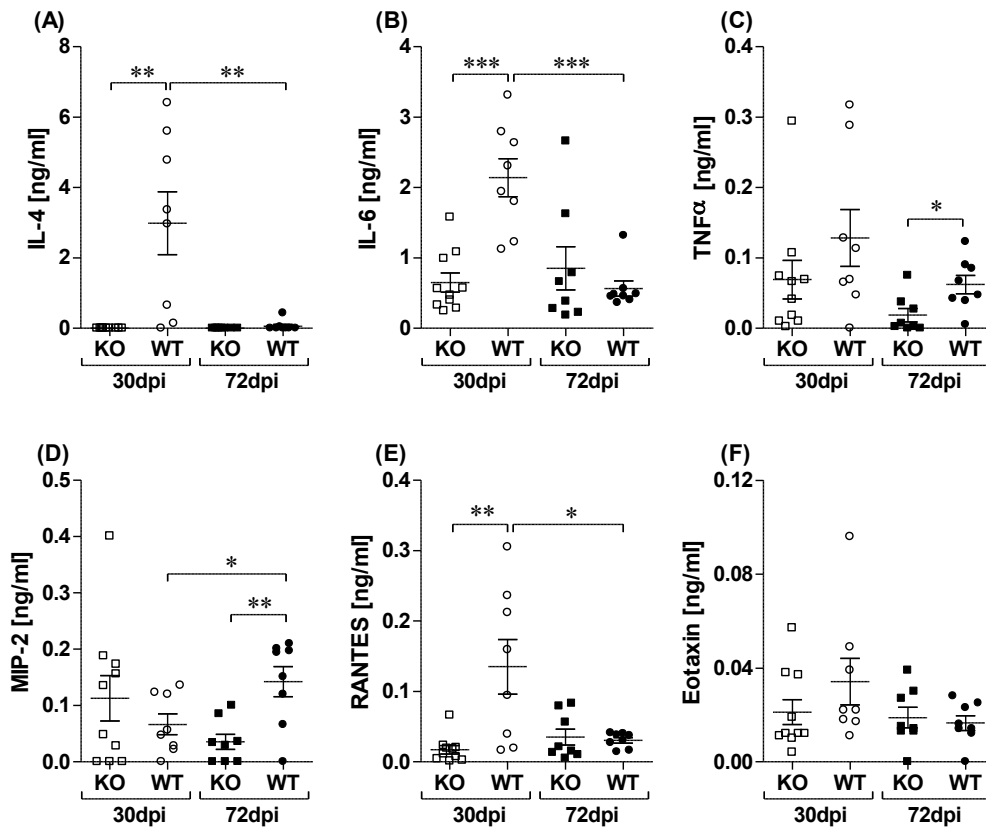 (A)
IL-4 [ng/ml]
8
6
4
2
0
**
**
KO WT KO WT
30dpi 72dpi
(B)
IL-6 [ng/ml]
4
3
2
1
0
***
***
KO WT KO WT
30dpi 72dpi
(C)
TNFα [ng/ml]
0.4
0.3
0.2
0.1
0.0
*
KO WT KO WT
30dpi 72dpi
(D)
MIP-2 [ng/ml]
0.5
0.4
0.3
0.2
0.1
0.0
*
**
KO WT KO WT
30dpi 72dpi
(E)
RANTES [ng/ml]
0.4
0.3
0.2
0.1
0.0
**
*
KO WT KO WT
30dpi 72dpi
(F)
Eotaxin [ng/ml]
0.12
0.08
0.04
0.00
KO WT KO WT
30dpi 72dpi